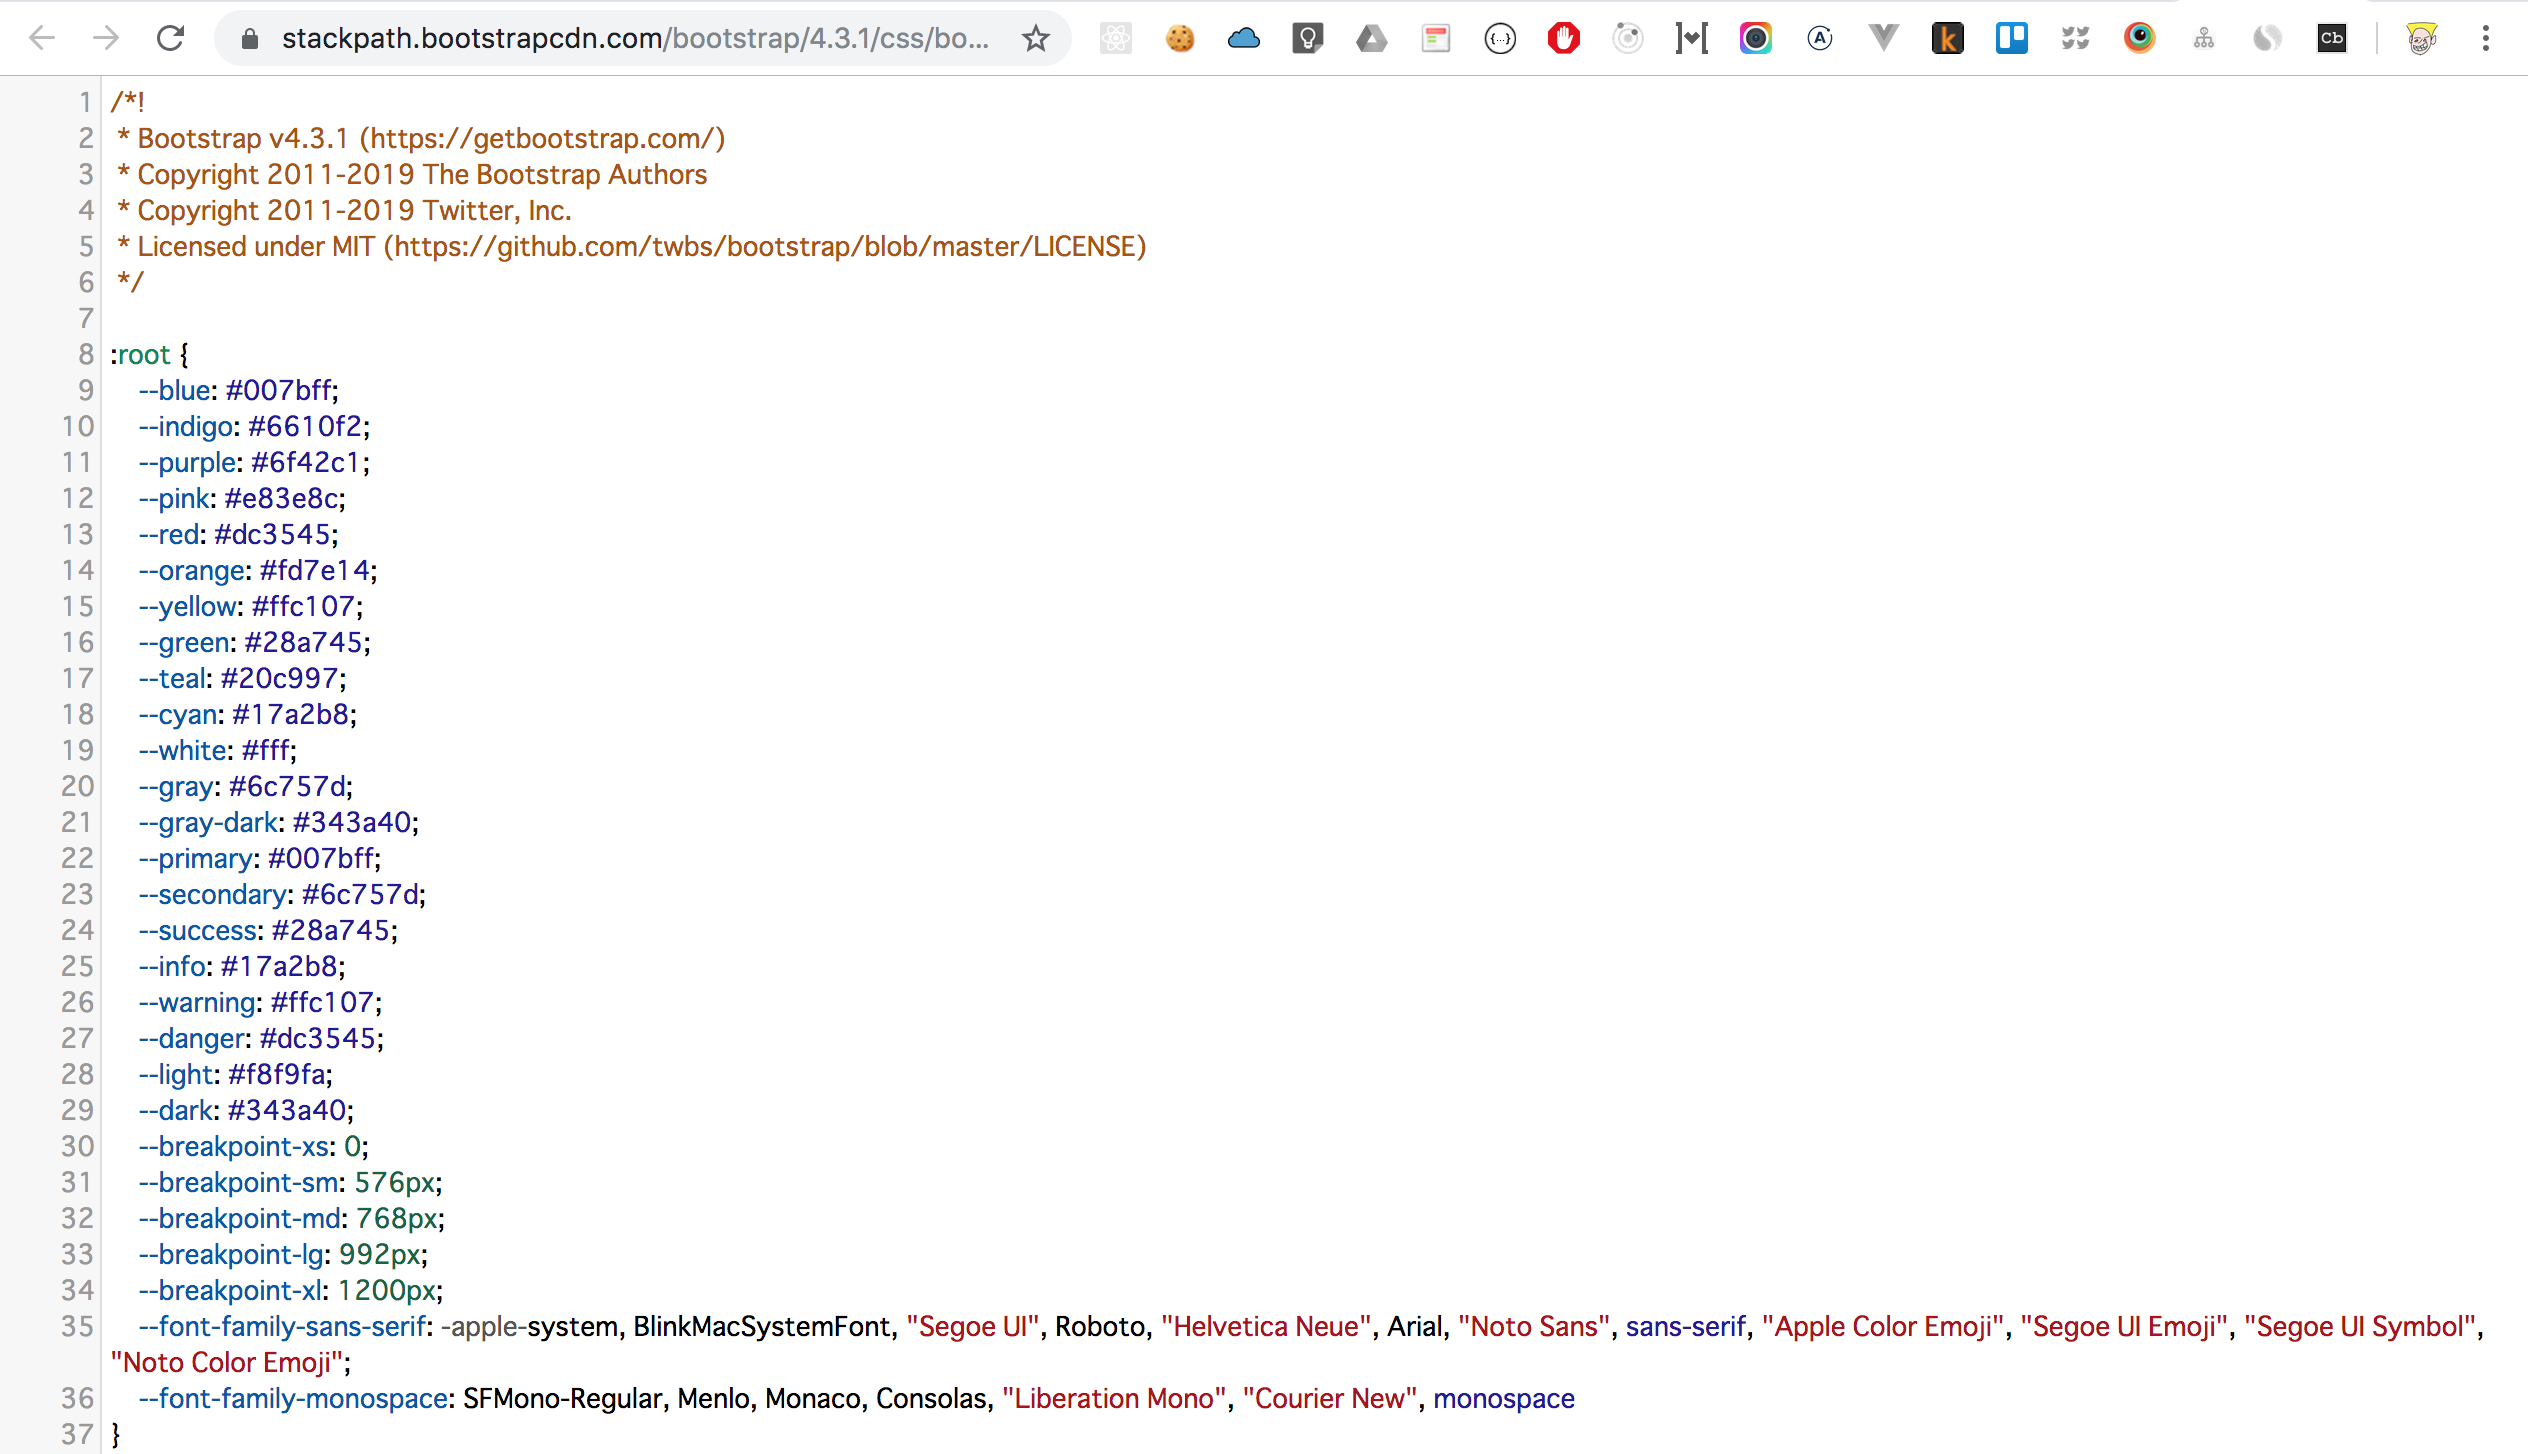 stackpath.bootstrapcdn.com/bootstrap/4.3.1/css/bo...
{...}
A
k
Cb
1 /*!
2 * Bootstrap v4.3.1 (https://getbootstrap.com/)
3 * Copyright 2011-2019 The Bootstrap Authors
4 * Copyright 2011-2019 Twitter, Inc.
5 * Licensed under MIT (https://github.com/twbs/bootstrap/blob/master/LICENSE)
6 */
7
8 :root {
9 --blue: #007bff;
10 --indigo: #6610f2;
11 --purple: #6f42c1;
12 --pink: #e83e8c;
13 --red: #dc3545;
14 --orange: #fd7e14;
15 --yellow: #ffc107;
16 --green: #28a745;
17 --teal: #20c997;
18 --cyan: #17a2b8;
19 --white: #fff;
20 --gray: #6c757d;
21 --gray-dark: #343a40;
22 --primary: #007bff;
23 --secondary: #6c757d;
24 --success: #28a745;
25 --info: #17a2b8;
26 --warning: #ffc107;
27 --danger: #dc3545;
28 --light: #f8f9fa;
29 --dark: #343a40;
30 --breakpoint-xs: 0;
31 --breakpoint-sm: 576px;
32 --breakpoint-md: 768px;
33 --breakpoint-lg: 992px;
34 --breakpoint-xl: 1200px;
35 --font-family-sans-serif: -apple-system, BlinkMacSystemFont, "Segoe UI", Roboto, "Helvetica Neue", Arial, "Noto Sans", sans-serif, "Apple Color Emoji", "Segoe UI Emoji", "Segoe UI Symbol",
"Noto Color Emoji";
36 --font-family-monospace: SFMono-Regular, Menlo, Monaco, Consolas, "Liberation Mono", "Courier New", monospace
37 }